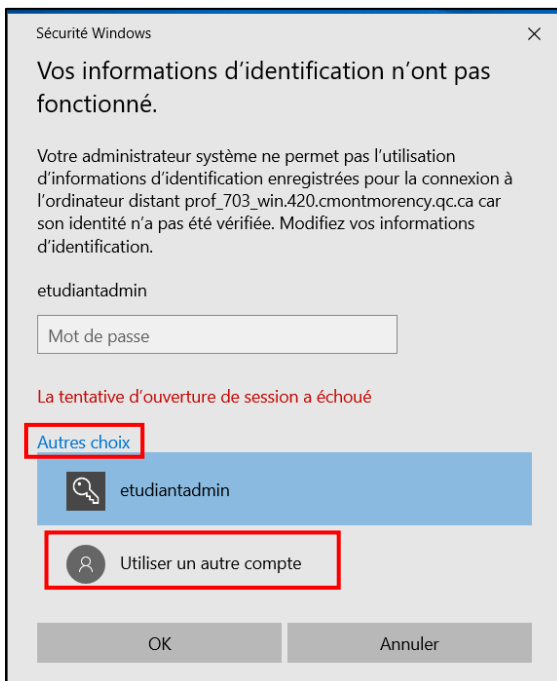 Sécurité Windows
Vos informations d’identification n’ont pas
fonctionné.
Votre administrateur système ne permet pas l’utilisation
d’informations d’identification enregistrées pour la connexion à
l’ordinateur distant prof_703_win.420.cmontmorency.qc.ca car
son identité n’a pas été vérifiée. Modifiez vos informations
d’identification.
etudiantadmin
Mot de passe
La tentative d’ouverture de session a échoué
Autres choix
etudiantadmin
Utiliser un autre compte
OK Annuler